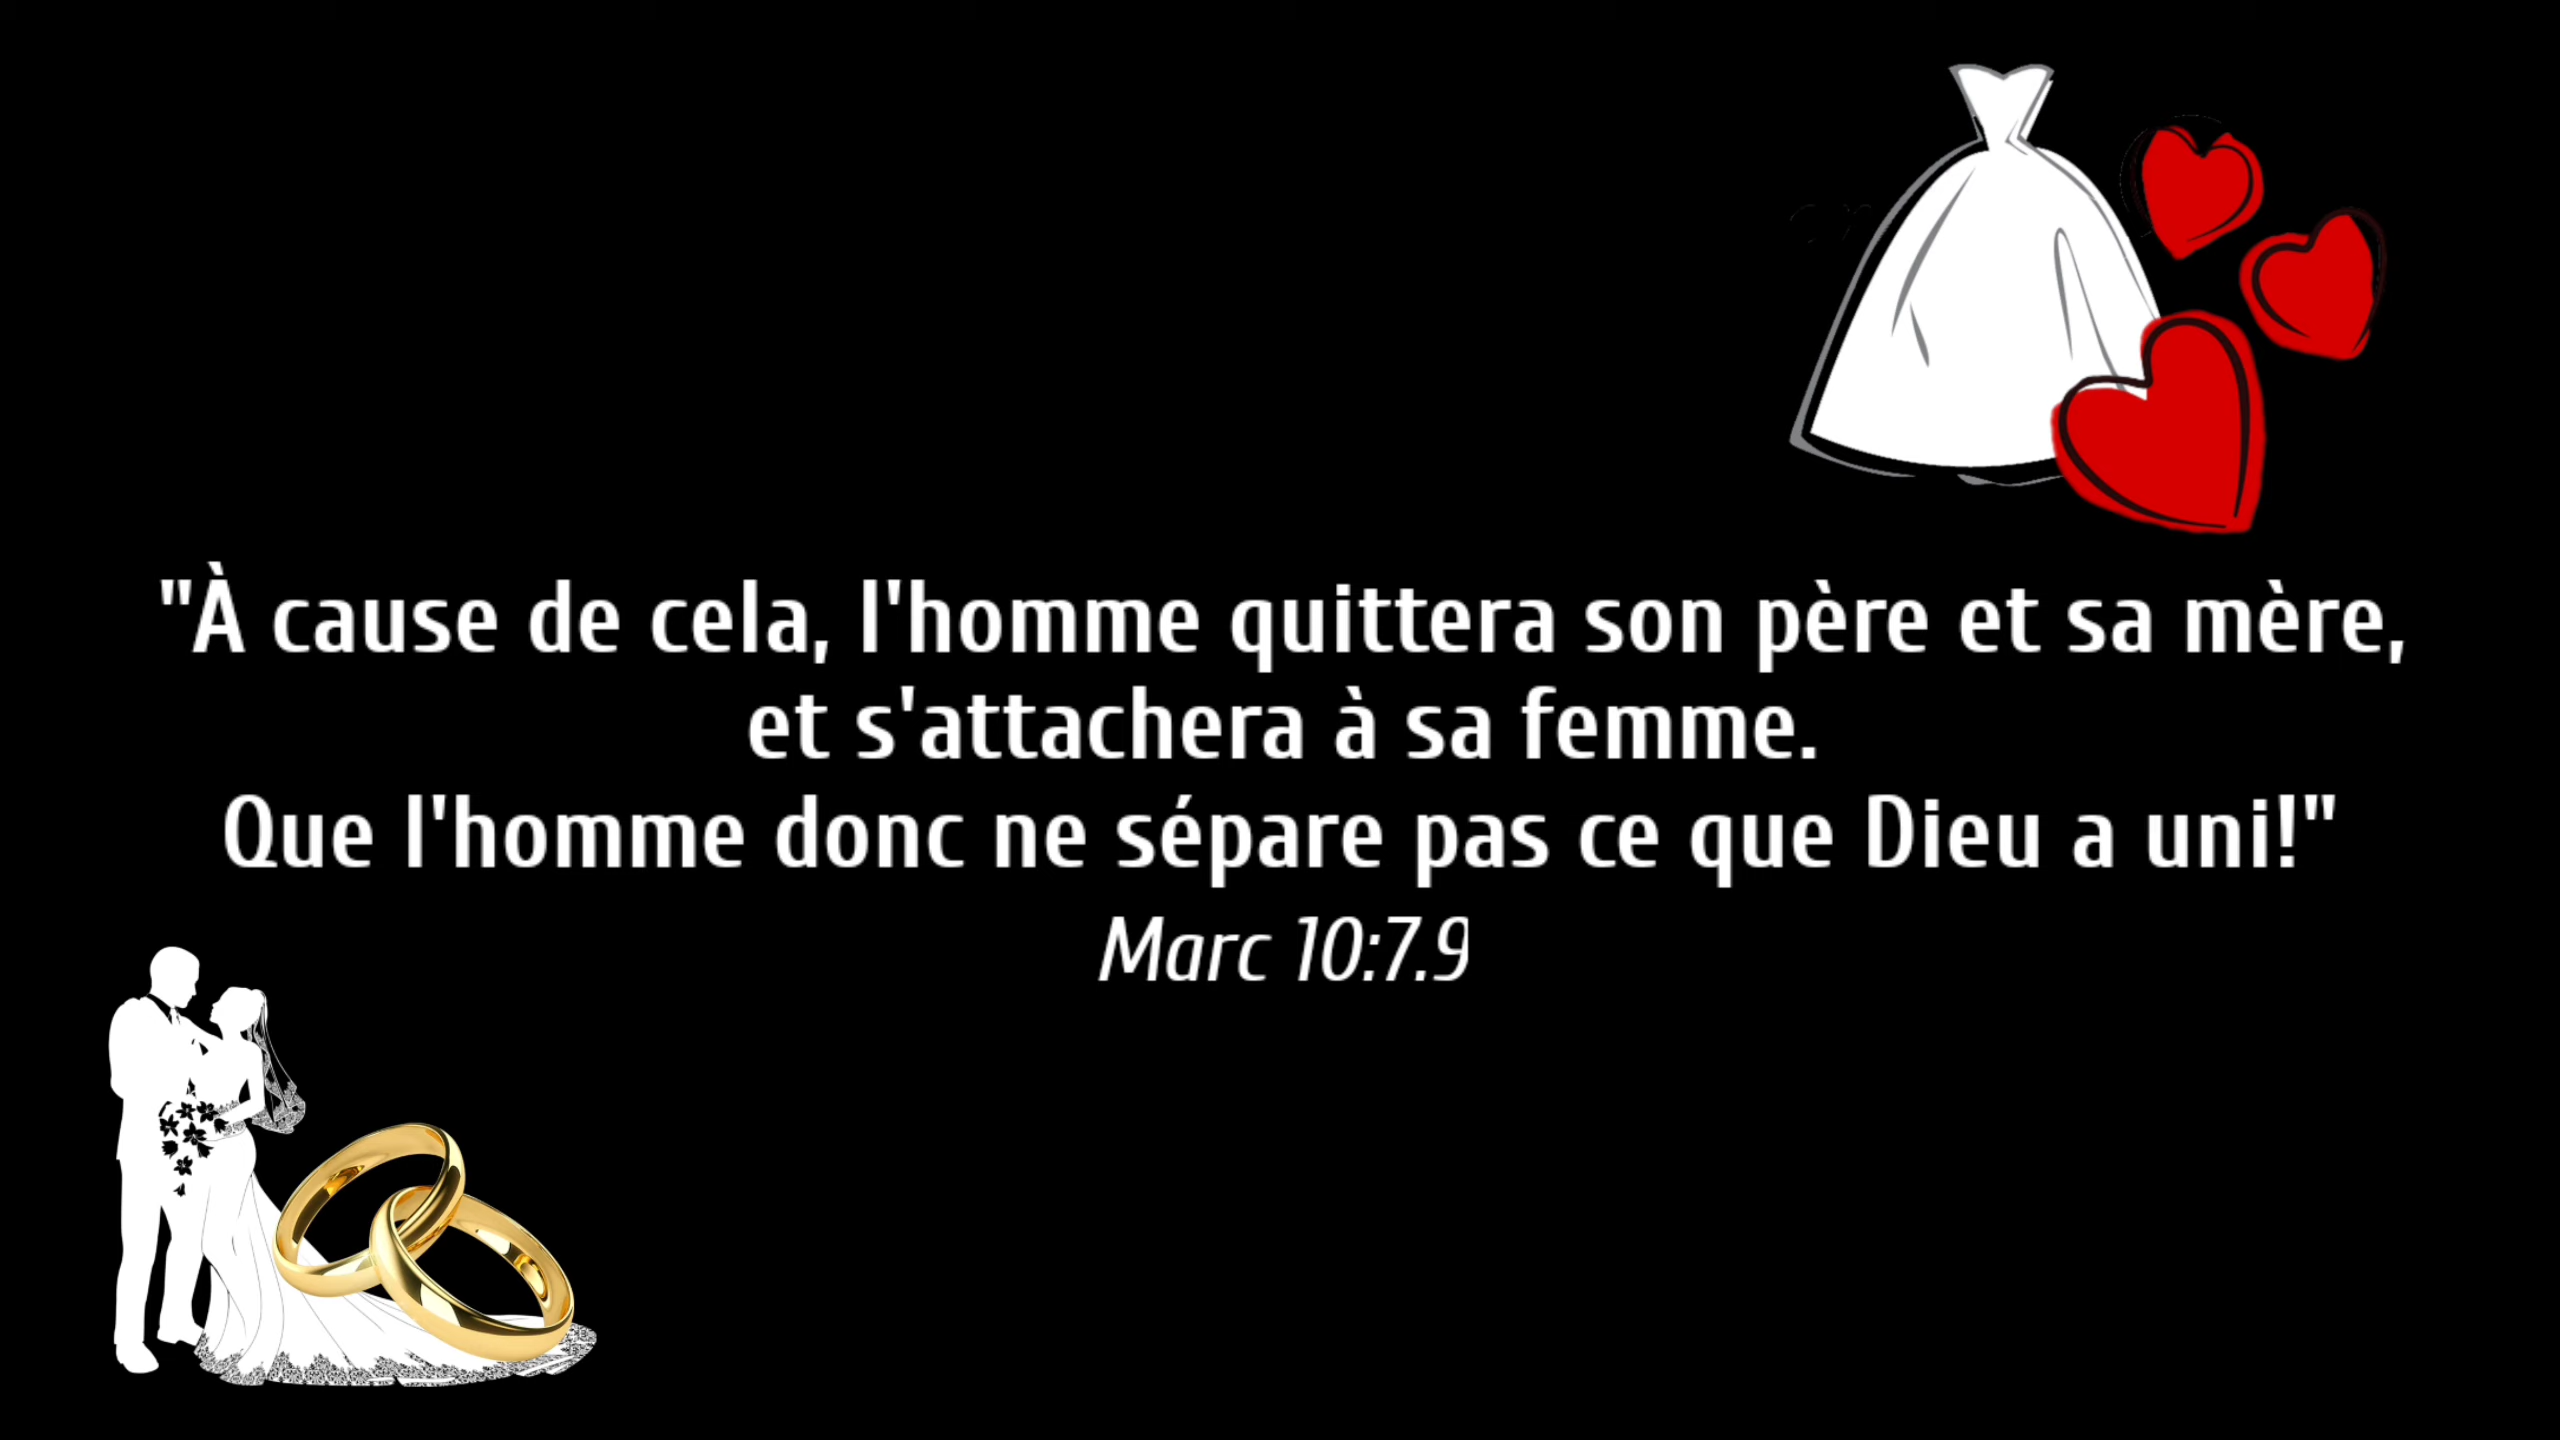 "À cause de cela, l'homme quittera son père et sa mère,
et s'attachera à sa femme.
Que l'homme donc ne sépare pas ce que Dieu a uni!"
Marc 10:7.9